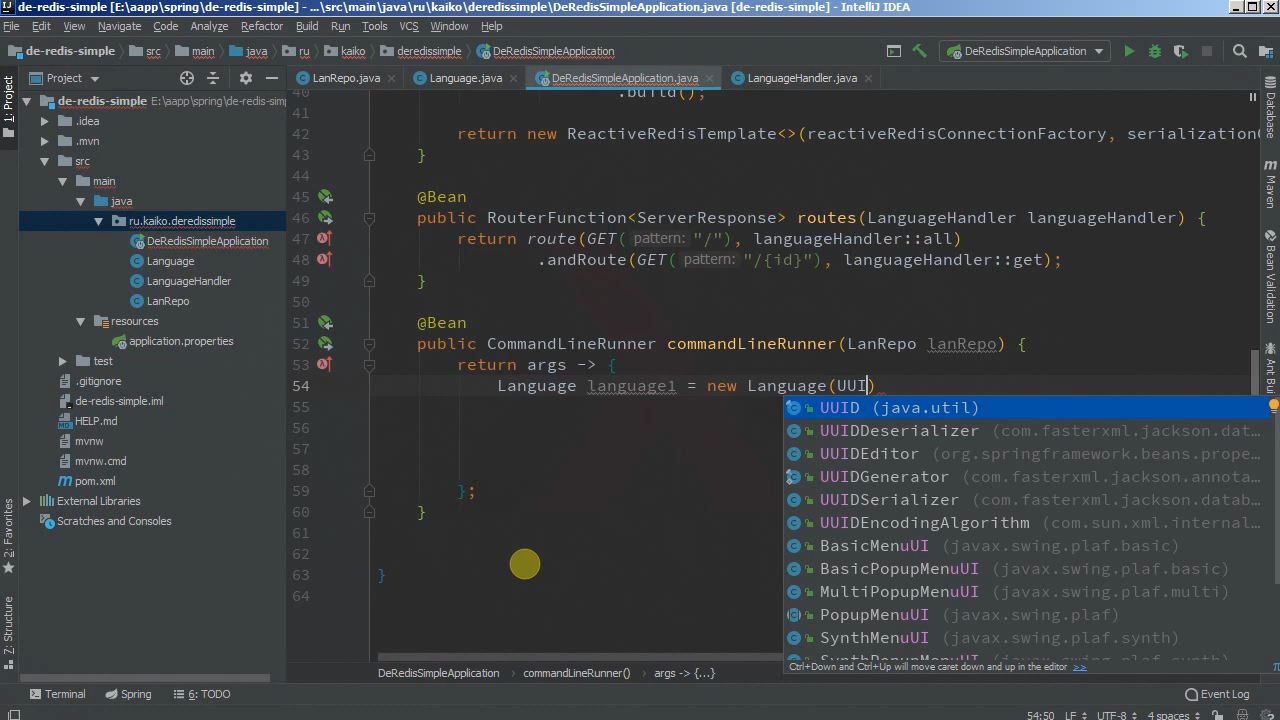 de-redis-simple [E:\aapp\spring\de-redis-simple] - ...\src\main\java\ru\kaiko\deredissimple\DeRedisSimpleApplication.java [de-redis-simple] - IntelliJ IDEA
File Edit View Navigate Code Analyze Refactor Build Run Tools VCS Window Help
de-redis-simple src main java ru kaiko deredissimple DeRedisSimpleApplication DeRedisSimpleApplication
Project LanRepo.java Language.java DeRedisSimpleApplication.java LanguageHandler.java
1: Project
2: Favorites
Z: Structure
de-redis-simple E:\aapp\spring\de-redis-simp
.idea
.mvn
src
main
java
ru.kaiko.deredissimple
DeRedisSimpleApplication
Language
LanguageHandler
LanRepo
resources
application.properties
test
.gitignore
de-redis-simple.iml
HELP.md
mvnw
mvnw.cmd
pom.xml
External Libraries
Scratches and Consoles
40 .build();
41
42 return new ReactiveRedisTemplate<>(reactiveRedisConnectionFactory, serializationC
43 }
44
45 @Bean
46 public RouterFunction<ServerResponse> routes(LanguageHandler languageHandler) {
47 return route(GET( pattern: "/"), languageHandler::all)
48 .andRoute(GET( pattern: "/{id}"), languageHandler::get);
49 }
50
51 @Bean
52 public CommandLineRunner commandLineRunner(LanRepo lanRepo) {
53 return args -> {
54 Language language1 = new Language(UUI)
55
56
57
58
59 };
60 }
61
62
63 }
64
UUID (java.util)
UUIDDeserializer (com.fasterxml.jackson.dat…
UUIDEditor (org.springframework.beans.prope…
UUIDGenerator (com.fasterxml.jackson.annota…
UUIDSerializer (com.fasterxml.jackson.datab…
UUIDEncodingAlgorithm (com.sun.xml.internal…
BasicMenuUI (javax.swing.plaf.basic)
BasicPopupMenuUI (javax.swing.plaf.basic)
MultiPopupMenuUI (javax.swing.plaf.multi)
PopupMenuUI (javax.swing.plaf)
SynthMenuUI (javax.swing.plaf.synth)
SynthPopupMenuUI (javax.swing.plaf.synth)
Ctrl+Down and Ctrl+Up will move caret down and up in the editor >>
Database
Maven
Bean Validation
Ant Build
DeRedisSimpleApplication commandLineRunner() args -> {...}
Terminal Spring 6: TODO Event Log
54:50 LF UTF-8 4 spaces